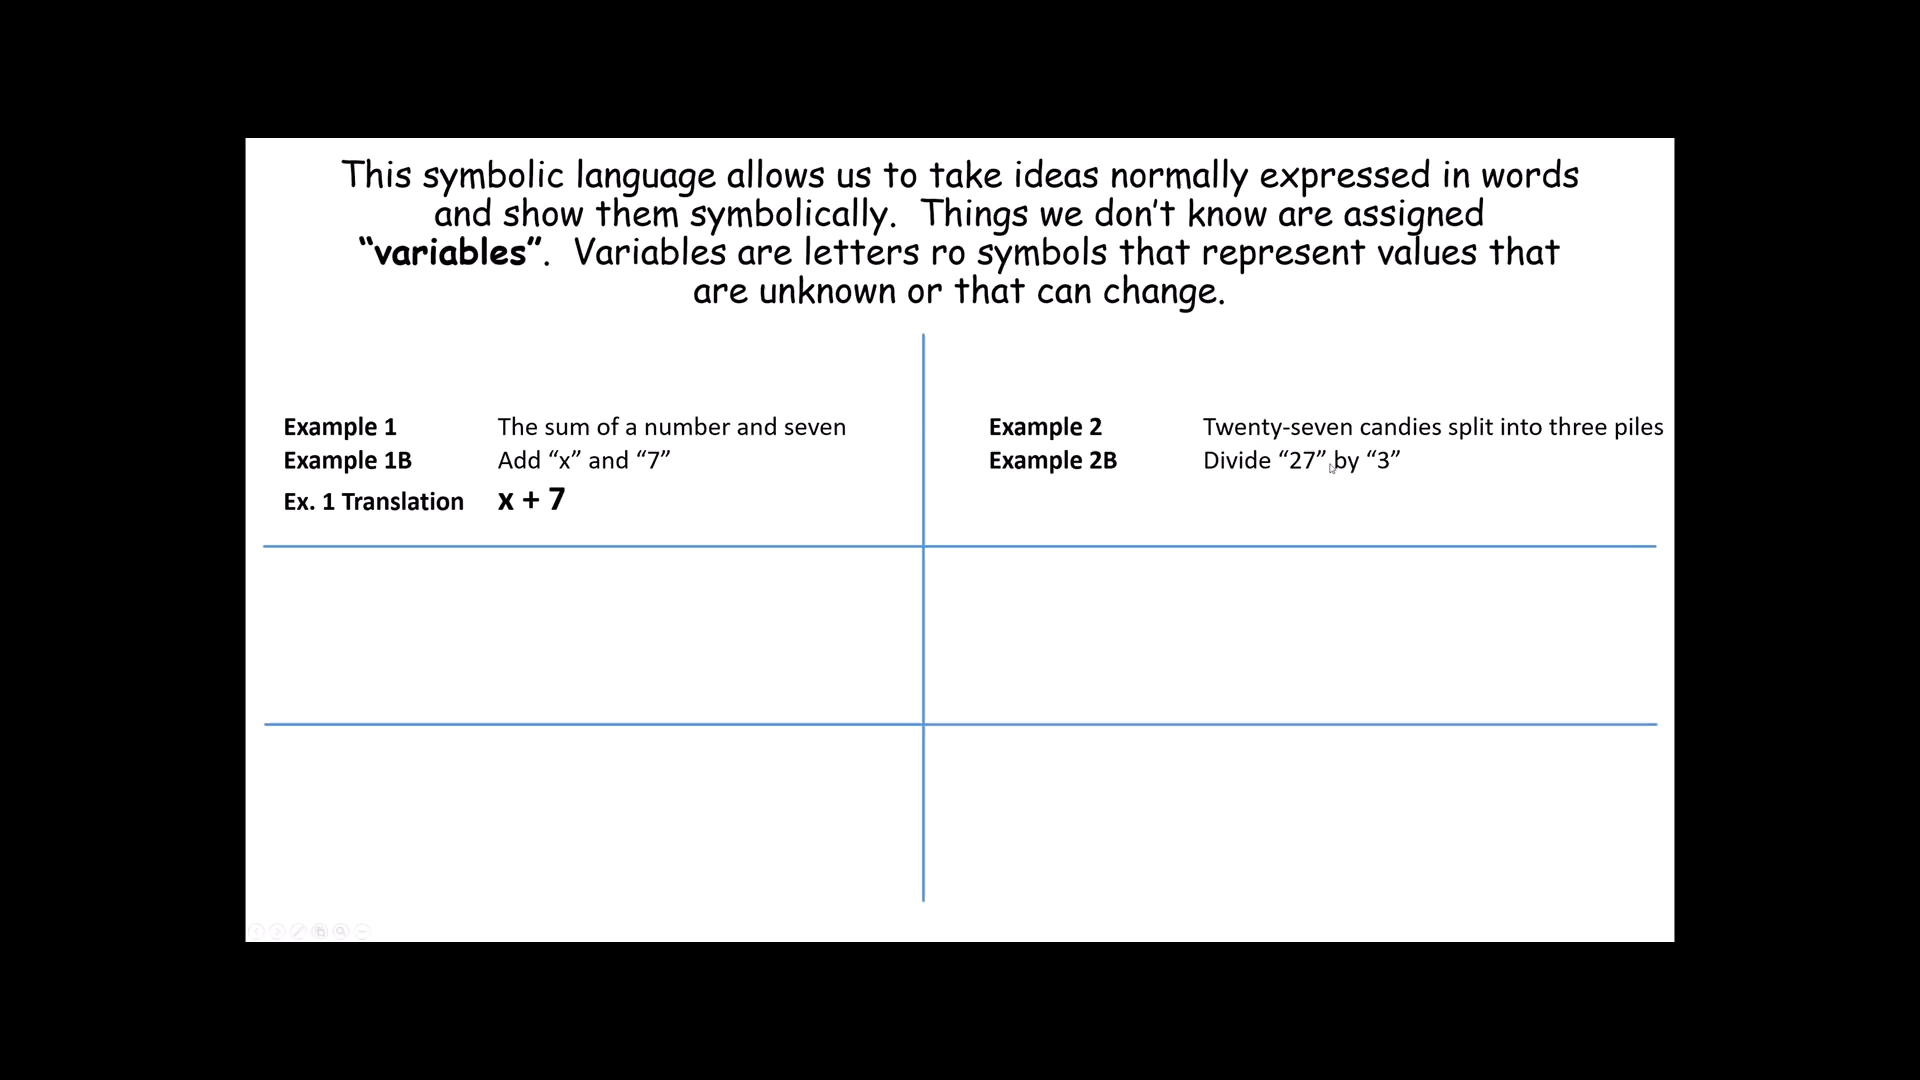 This symbolic language allows us to take ideas normally expressed in words
and show them symbolically.  Things we don't know are assigned
“variables”.  Variables are letters ro symbols that represent values that
are unknown or that can change.
Example 1 The sum of a number and seven
Example 1B Add “x” and “7”
Ex. 1 Translation x + 7
Example 2 Twenty-seven candies split into three piles
Example 2B Divide “27” by “3”